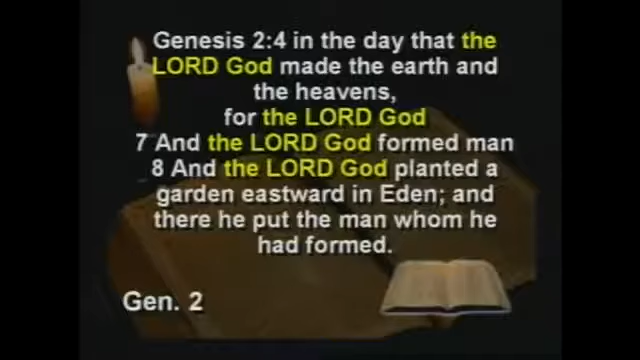 Genesis 2:4 in the day that the
LORD God made the earth and
the heavens,
for the LORD God
7 And the LORD God formed man
8 And the LORD God planted a
garden eastward in Eden; and
there he put the man whom he
had formed.
Gen. 2